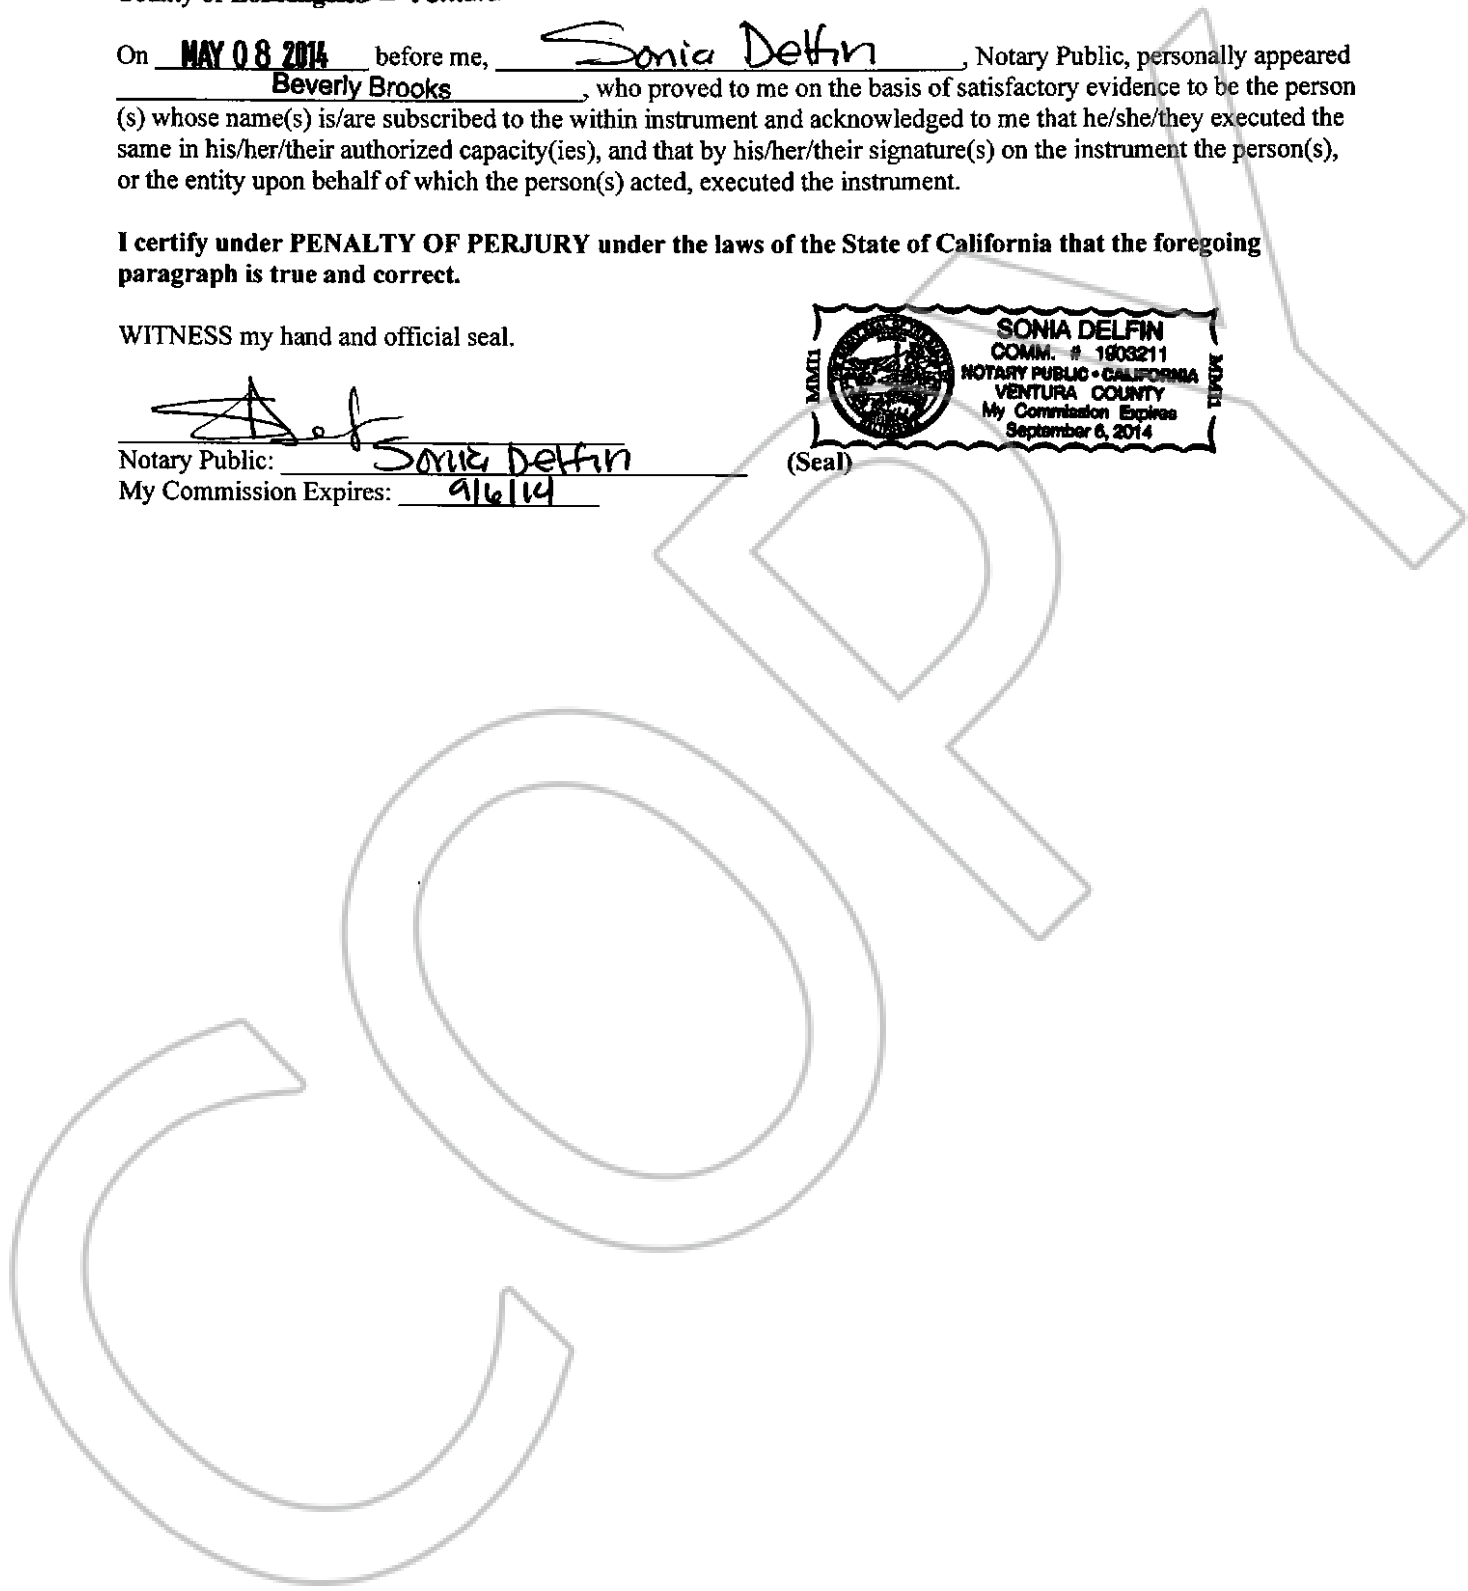 On MAY 08 2014 before me, Sonia Delfin, Notary Public, personally appeared
Beverly Brooks, who proved to me on the basis of satisfactory evidence to be the person
(s) whose name(s) is/are subscribed to the within instrument and acknowledged to me that he/she/they executed the
same in his/her/their authorized capacity(ies), and that by his/her/their signature(s) on the instrument the person(s),
or the entity upon behalf of which the person(s) acted, executed the instrument.
I certify under PENALTY OF PERJURY under the laws of the State of California that the foregoing
paragraph is true and correct.
WITNESS my hand and official seal.
SONIA DELFIN
COMM. # 1903211
NOTARY PUBLIC • CALIFORNIA
VENTURA COUNTY
My Commission Expires
September 6, 2014
MM1
MM1
Notary Public: Sonia Delfin
(Seal)
My Commission Expires: 9/6/14
COPY